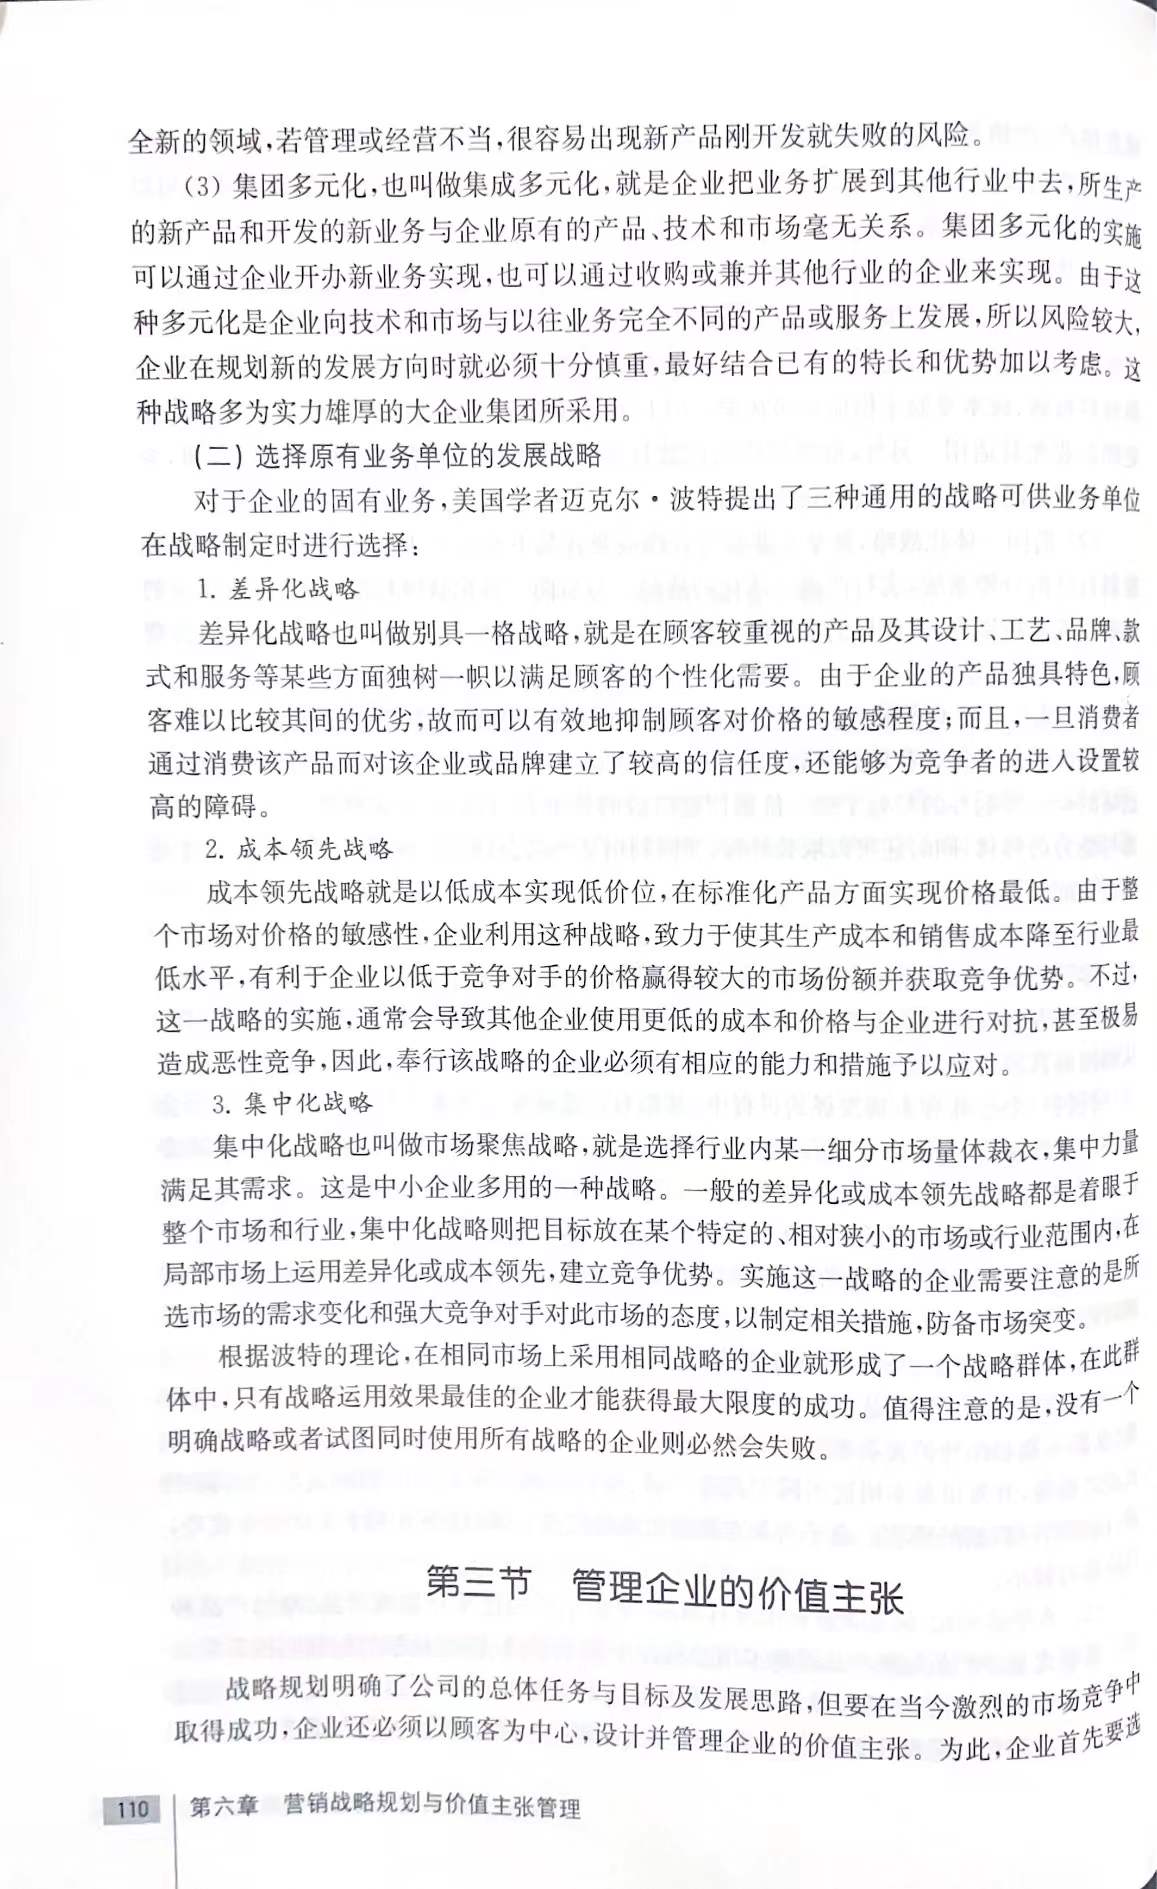 全新的领域,若管理或经营不当,很容易出现新产品刚开发就失败的风险。
(3) 集团多元化,也叫做集成多元化,就是企业把业务扩展到其他行业中去,所生产
的新产品和开发的新业务与企业原有的产品、技术和市场毫无关系。集团多元化的实施
可以通过企业开办新业务实现,也可以通过收购或兼并其他行业的企业来实现。由于这
种多元化是企业向技术和市场与以往业务完全不同的产品或服务上发展,所以风险较大,
企业在规划新的发展方向时就必须十分慎重,最好结合已有的特长和优势加以考虑。这
种战略多为实力雄厚的大企业集团所采用。
(二) 选择原有业务单位的发展战略
对于企业的固有业务,美国学者迈克尔·波特提出了三种通用的战略可供业务单位
在战略制定时进行选择:
1. 差异化战略
差异化战略也叫做别具一格战略,就是在顾客较重视的产品及其设计、工艺、品牌、款
式和服务等某些方面独树一帜以满足顾客的个性化需要。由于企业的产品独具特色,顾
客难以比较其间的优劣,故而可以有效地抑制顾客对价格的敏感程度;而且,一旦消费者
通过消费该产品而对该企业或品牌建立了较高的信任度,还能够为竞争者的进入设置较
高的障碍。
2. 成本领先战略
成本领先战略就是以低成本实现低价位,在标准化产品方面实现价格最低。由于整
个市场对价格的敏感性,企业利用这种战略,致力于使其生产成本和销售成本降至行业最
低水平,有利于企业以低于竞争对手的价格赢得较大的市场份额并获取竞争优势。不过,
这一战略的实施,通常会导致其他企业使用更低的成本和价格与企业进行对抗,甚至极易
造成恶性竞争,因此,奉行该战略的企业必须有相应的能力和措施予以应对。
3. 集中化战略
集中化战略也叫做市场聚焦战略,就是选择行业内某一细分市场量体裁衣,集中力量
满足其需求。这是中小企业多用的一种战略。一般的差异化或成本领先战略都是着眼于
整个市场和行业,集中化战略则把目标放在某个特定的、相对狭小的市场或行业范围内,在
局部市场上运用差异化或成本领先,建立竞争优势。实施这一战略的企业需要注意的是所
选市场的需求变化和强大竞争对手对此市场的态度,以制定相关措施,防备市场突变。
根据波特的理论,在相同市场上采用相同战略的企业就形成了一个战略群体,在此群
体中,只有战略运用效果最佳的企业才能获得最大限度的成功。值得注意的是,没有一个
明确战略或者试图同时使用所有战略的企业则必然会失败。
第三节 管理企业的价值主张
战略规划明确了公司的总体任务与目标及发展思路,但要在当今激烈的市场竞争中
取得成功,企业还必须以顾客为中心,设计并管理企业的价值主张。为此,企业首先要选
110 第六章 营销战略规划与价值主张管理